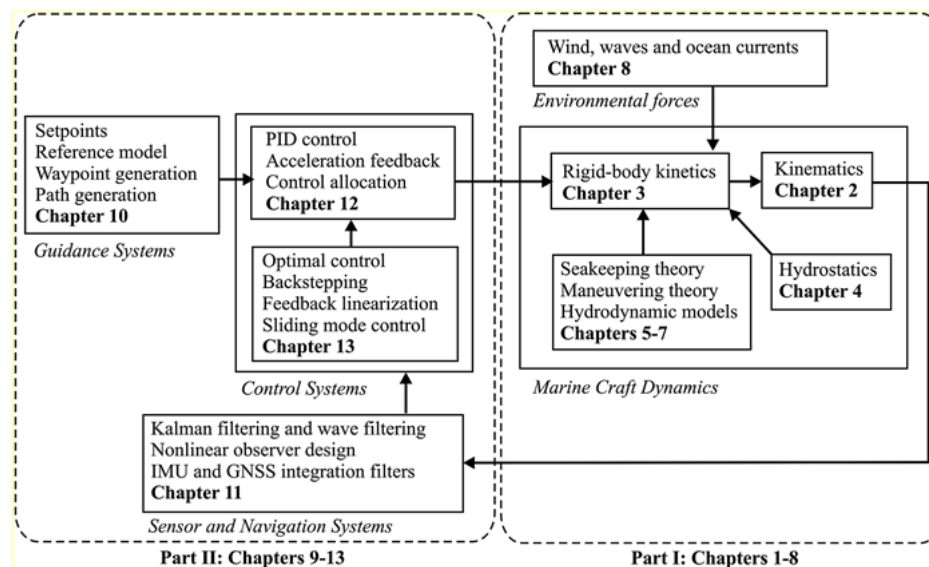 Setpoints
Reference model
Waypoint generation
Path generation
Chapter 10
Guidance Systems
PID control
Acceleration feedback
Control allocation
Chapter 12
Optimal control
Backstepping
Feedback linearization
Sliding mode control
Chapter 13
Control Systems
Kalman filtering and wave filtering
Nonlinear observer design
IMU and GNSS integration filters
Chapter 11
Sensor and Navigation Systems
Part II: Chapters 9-13
Wind, waves and ocean currents
Chapter 8
Environmental forces
Rigid-body kinetics
Chapter 3
Kinematics
Chapter 2
Seakeeping theory
Maneuvering theory
Hydrodynamic models
Chapters 5-7
Hydrostatics
Chapter 4
Marine Craft Dynamics
Part I: Chapters 1-8